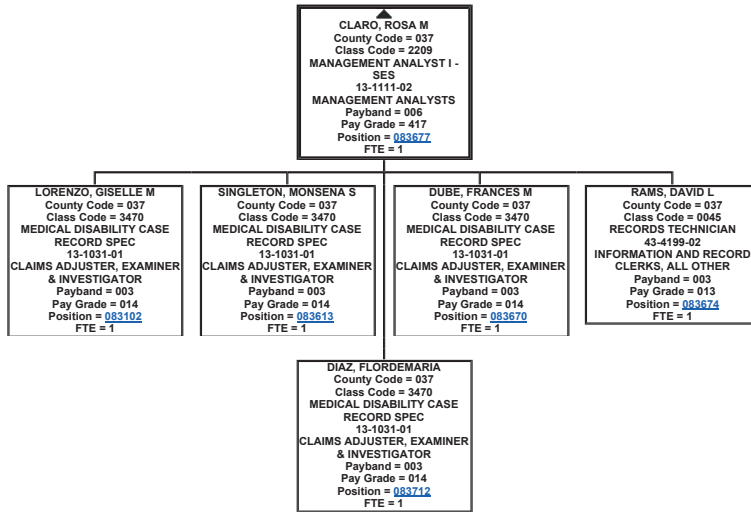 CLARO, ROSA M
County Code = 037
Class Code = 2209
MANAGEMENT ANALYST I -
SES
13-1111-02
MANAGEMENT ANALYSTS
Payband = 006
Pay Grade = 417
Position = 083677
FTE = 1
LORENZO, GISELLE M
County Code = 037
Class Code = 3470
MEDICAL DISABILITY CASE
RECORD SPEC
13-1031-01
CLAIMS ADJUSTER, EXAMINER
& INVESTIGATOR
Payband = 003
Pay Grade = 014
Position = 083102
FTE = 1
SINGLETON, MONSENA S
County Code = 037
Class Code = 3470
MEDICAL DISABILITY CASE
RECORD SPEC
13-1031-01
CLAIMS ADJUSTER, EXAMINER
& INVESTIGATOR
Payband = 003
Pay Grade = 014
Position = 083613
FTE = 1
DUBE, FRANCES M
County Code = 037
Class Code = 3470
MEDICAL DISABILITY CASE
RECORD SPEC
13-1031-01
CLAIMS ADJUSTER, EXAMINER
& INVESTIGATOR
Payband = 003
Pay Grade = 014
Position = 083670
FTE = 1
RAMS, DAVID L
County Code = 037
Class Code = 0045
RECORDS TECHNICIAN
43-4199-02
INFORMATION AND RECORD
CLERKS, ALL OTHER
Payband = 003
Pay Grade = 013
Position = 083674
FTE = 1
DIAZ, FLORDEMARIA
County Code = 037
Class Code = 3470
MEDICAL DISABILITY CASE
RECORD SPEC
13-1031-01
CLAIMS ADJUSTER, EXAMINER
& INVESTIGATOR
Payband = 003
Pay Grade = 014
Position = 083712
FTE = 1